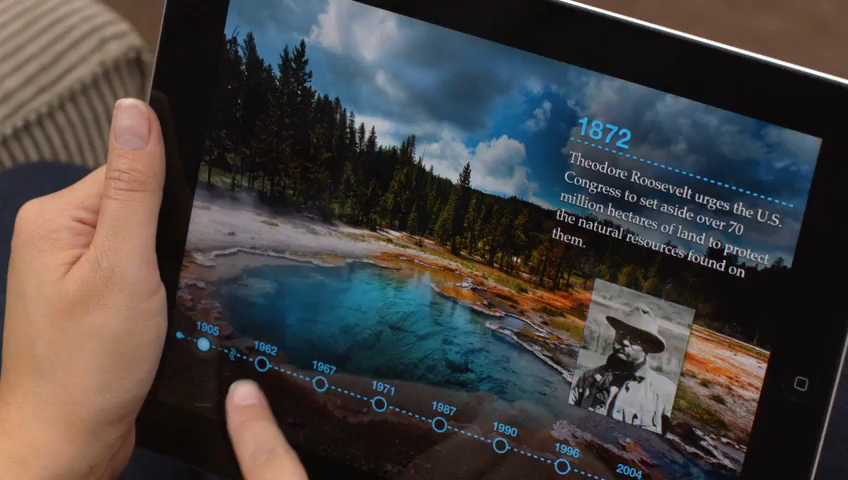 1872
Theodore Roosevelt urges the U.S.
Congress to set aside over 70
million hectares of land to protect
the natural resources found on
them.
1905
1962
1967
1971
1987
1990
1996
2004